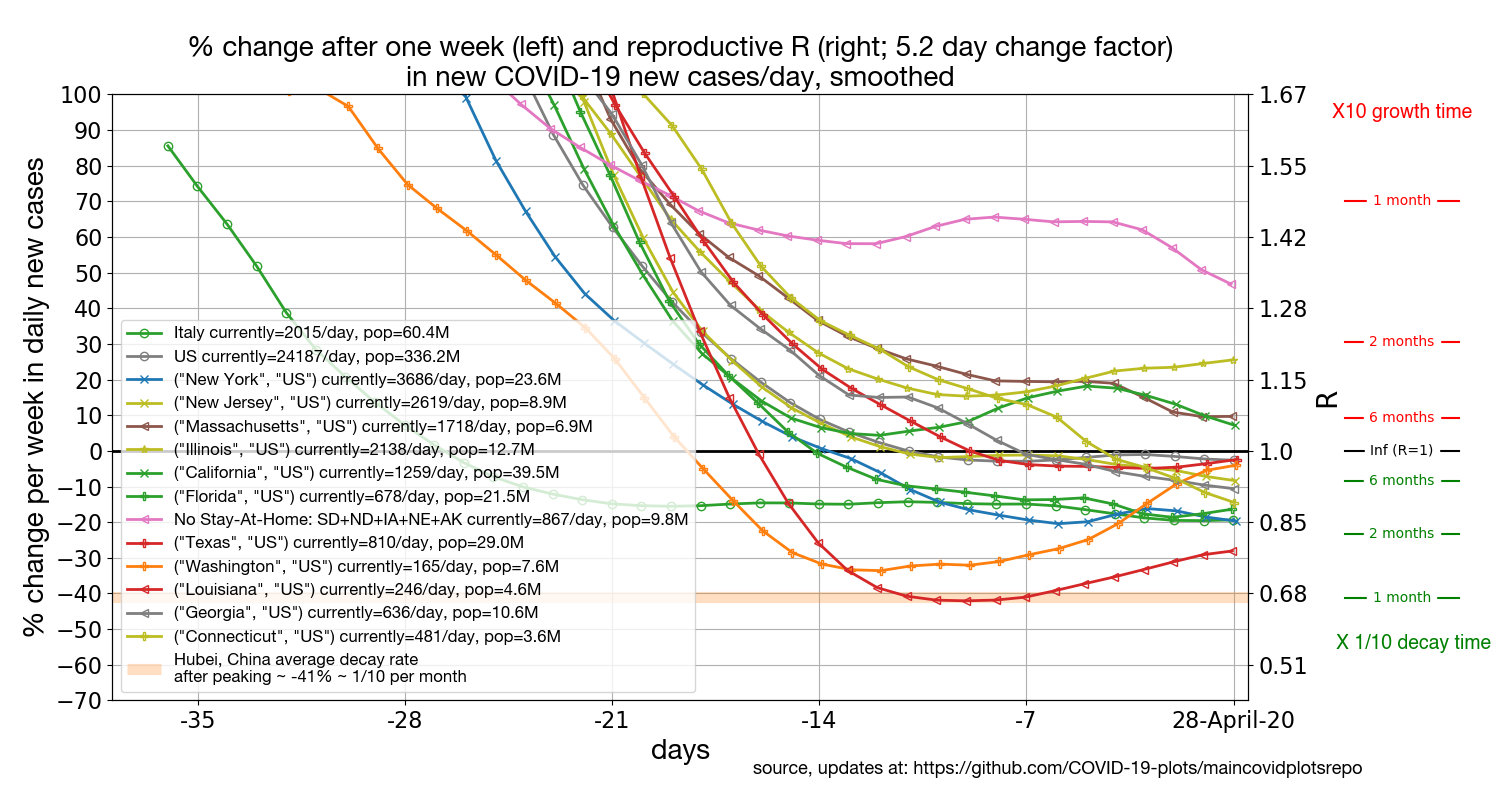 % change after one week (left) and reproductive R (right; 5.2 day change factor)
in new COVID-19 new cases/day, smoothed
% change per week in daily new cases
100
90
80
70
60
50
40
30
20
10
0
−10
−20
−30
−40
−50
−60
−70
Italy currently=2015/day, pop=60.4M
US currently=24187/day, pop=336.2M
("New York", "US") currently=3686/day, pop=23.6M
("New Jersey", "US") currently=2619/day, pop=8.9M
("Massachusetts", "US") currently=1718/day, pop=6.9M
("Illinois", "US") currently=2138/day, pop=12.7M
("California", "US") currently=1259/day, pop=39.5M
("Florida", "US") currently=678/day, pop=21.5M
No Stay-At-Home: SD+ND+IA+NE+AK currently=867/day, pop=9.8M
("Texas", "US") currently=810/day, pop=29.0M
("Washington", "US") currently=165/day, pop=7.6M
("Louisiana", "US") currently=246/day, pop=4.6M
("Georgia", "US") currently=636/day, pop=10.6M
("Connecticut", "US") currently=481/day, pop=3.6M
Hubei, China average decay rate
after peaking ~ -41% ~ 1/10 per month
-35
-28
-21
-14
-7
28-April-20
days
1.67
1.55
1.42
1.28
1.15
1.0
0.85
0.68
0.51
R
X10 growth time
1 month
2 months
6 months
Inf (R=1)
6 months
2 months
1 month
X 1/10 decay time
source, updates at: https://github.com/COVID-19-plots/maincovidplotsrepo